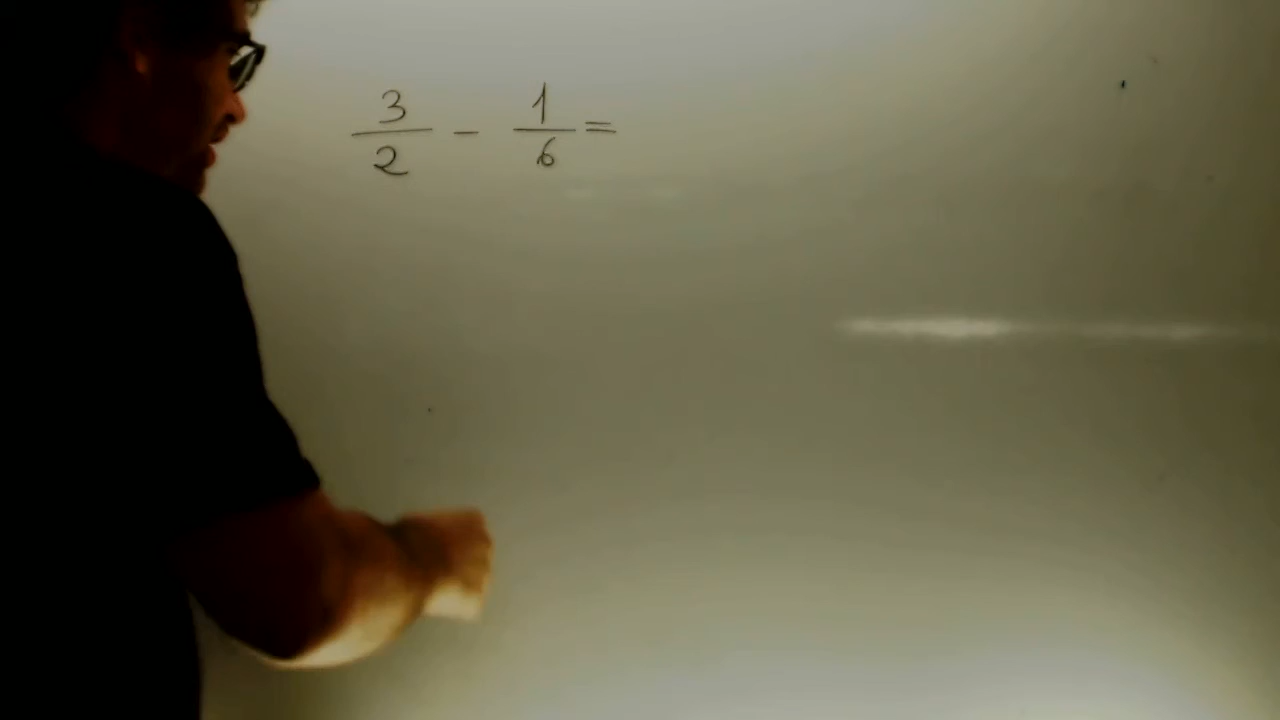 3/2 - 1/6 =